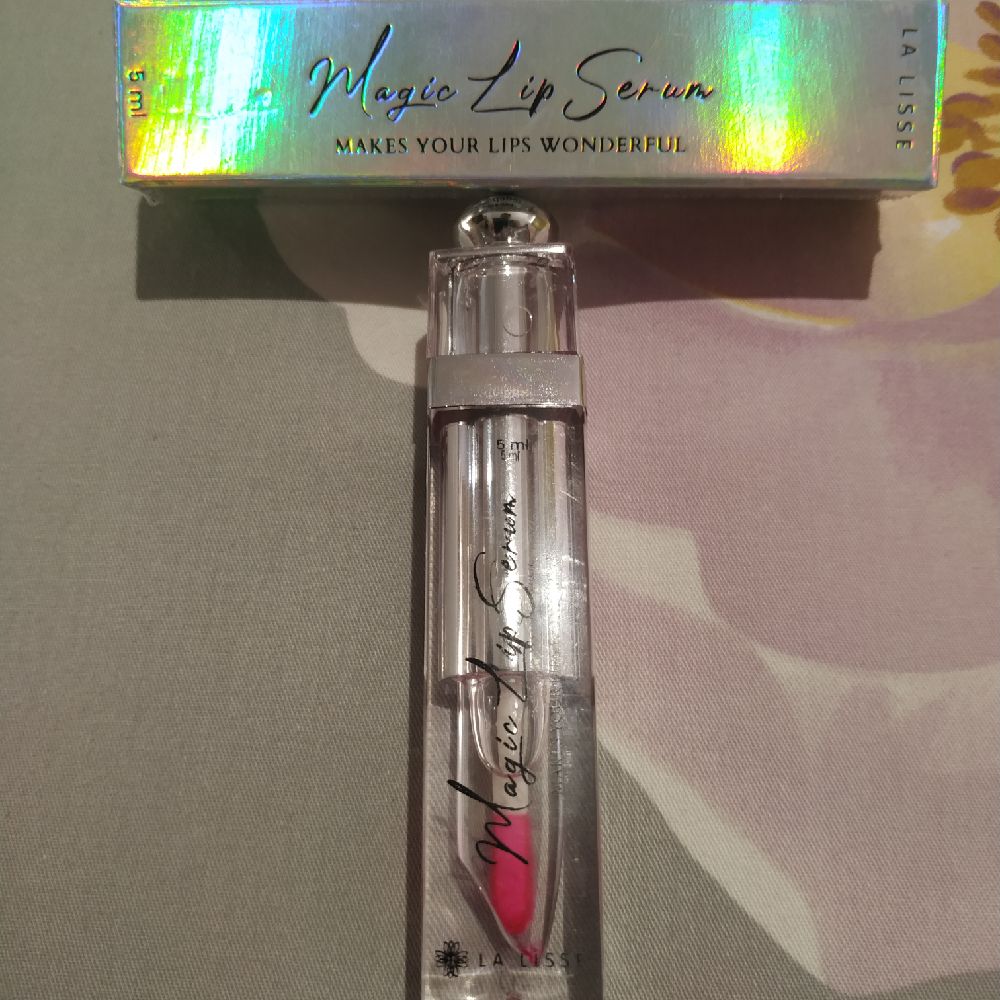 5 ml
Magic Lip Serum
MAKES YOUR LIPS WONDERFUL
LA LISSE
5 ml
Magic Lip Serum
LA LISSE